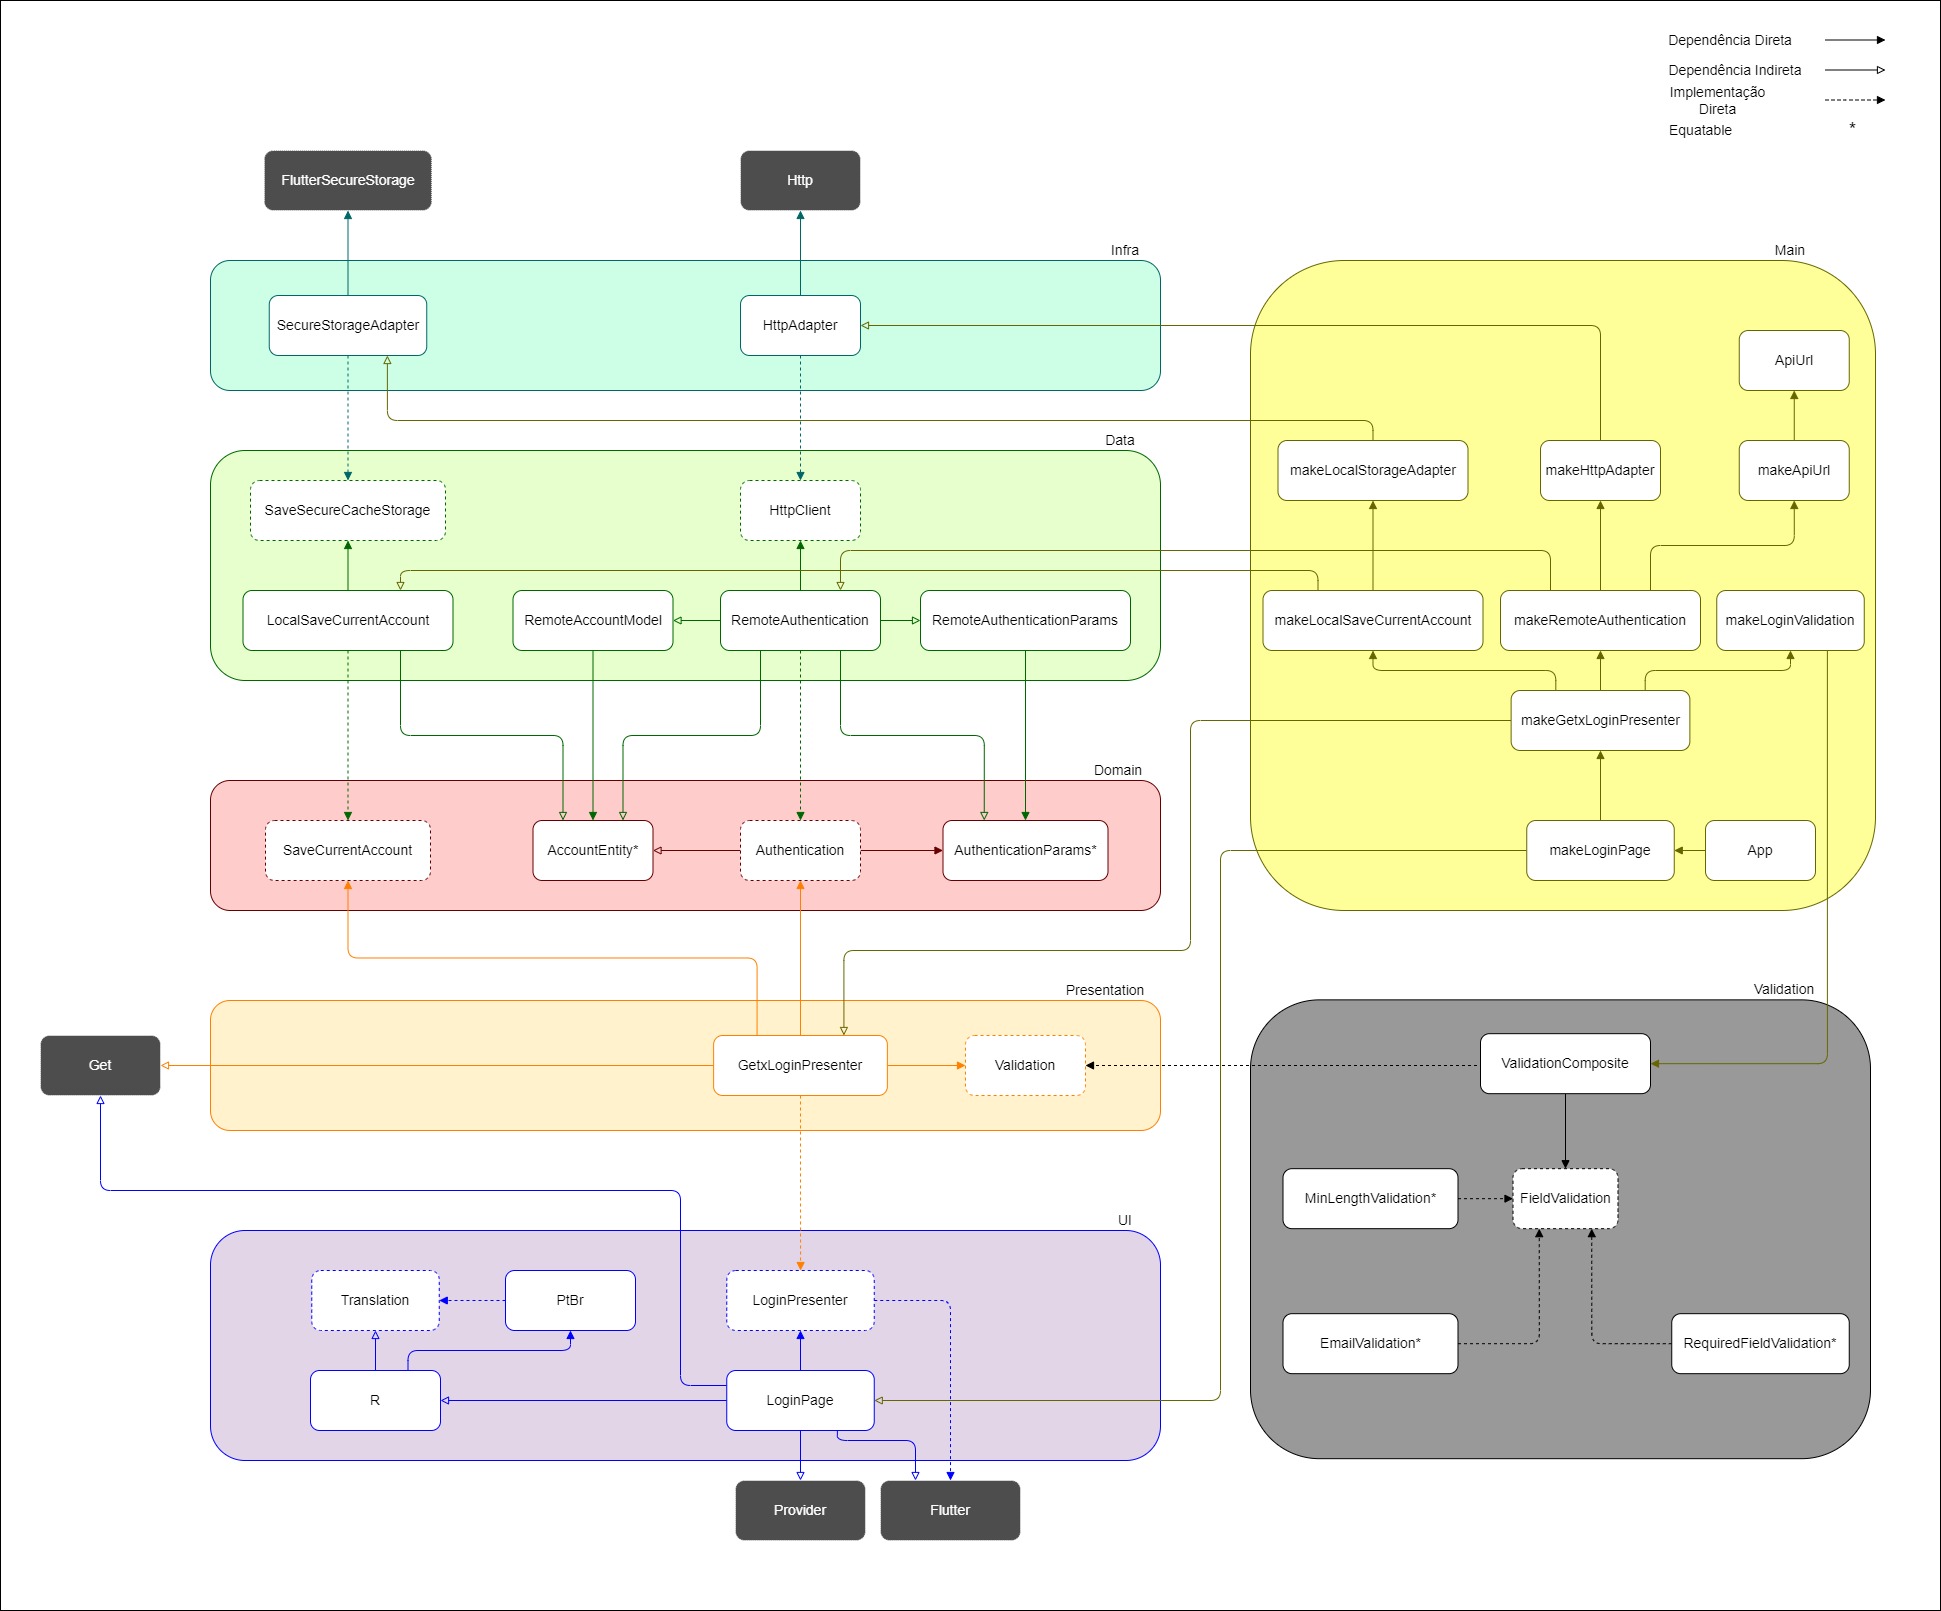 Dependência Direta
Dependência Indireta
Implementação
Direta
Equatable *
FlutterSecureStorage
Http
Infra
Main
SecureStorageAdapter
HttpAdapter
ApiUrl
Data
makeLocalStorageAdapter
makeHttpAdapter
makeApiUrl
SaveSecureCacheStorage
HttpClient
LocalSaveCurrentAccount
RemoteAccountModel
RemoteAuthentication
RemoteAuthenticationParams
makeLocalSaveCurrentAccount
makeRemoteAuthentication
makeLoginValidation
makeGetxLoginPresenter
Domain
SaveCurrentAccount
AccountEntity*
Authentication
AuthenticationParams*
makeLoginPage
App
Presentation
Validation
Get
GetxLoginPresenter
Validation
ValidationComposite
MinLengthValidation*
FieldValidation
UI
Translation
PtBr
LoginPresenter
EmailValidation*
RequiredFieldValidation*
R
LoginPage
Provider
Flutter